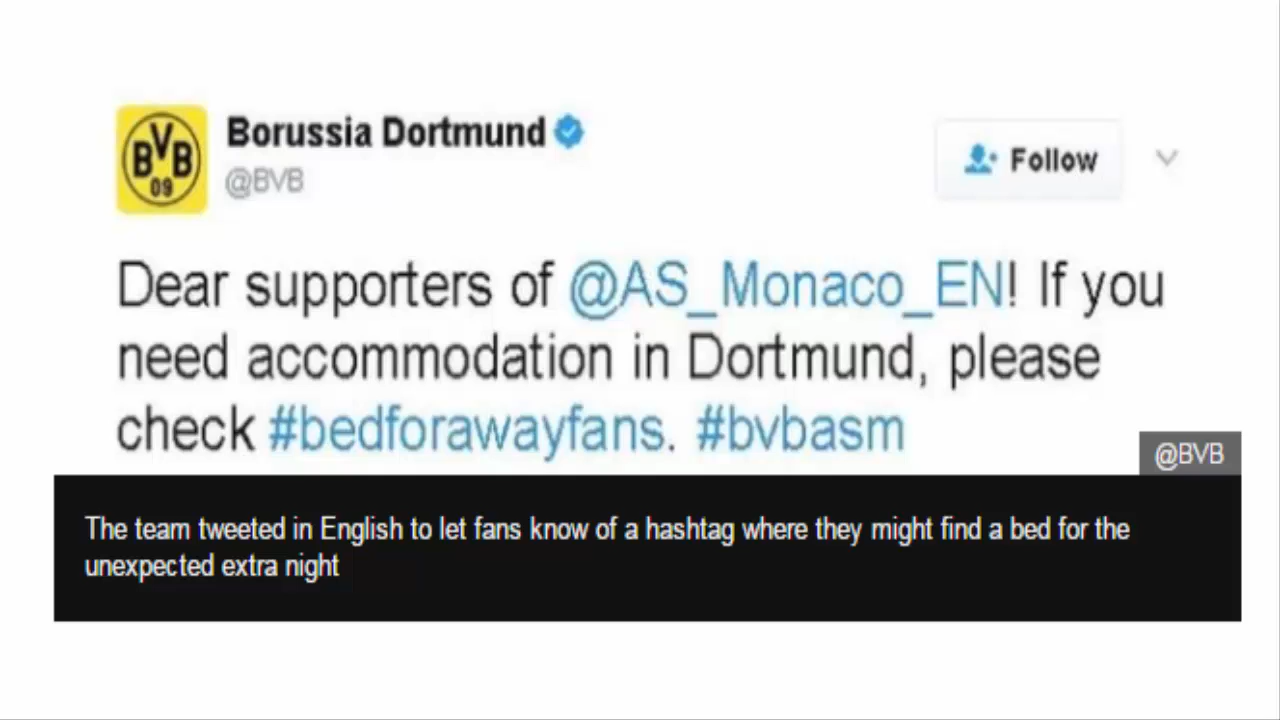 BVB
09
Borussia Dortmund
@BVB
Follow
Dear supporters of @AS_Monaco_EN! If you
need accommodation in Dortmund, please
check #bedforawayfans. #bvbasm
@BVB
The team tweeted in English to let fans know of a hashtag where they might find a bed for the
unexpected extra night